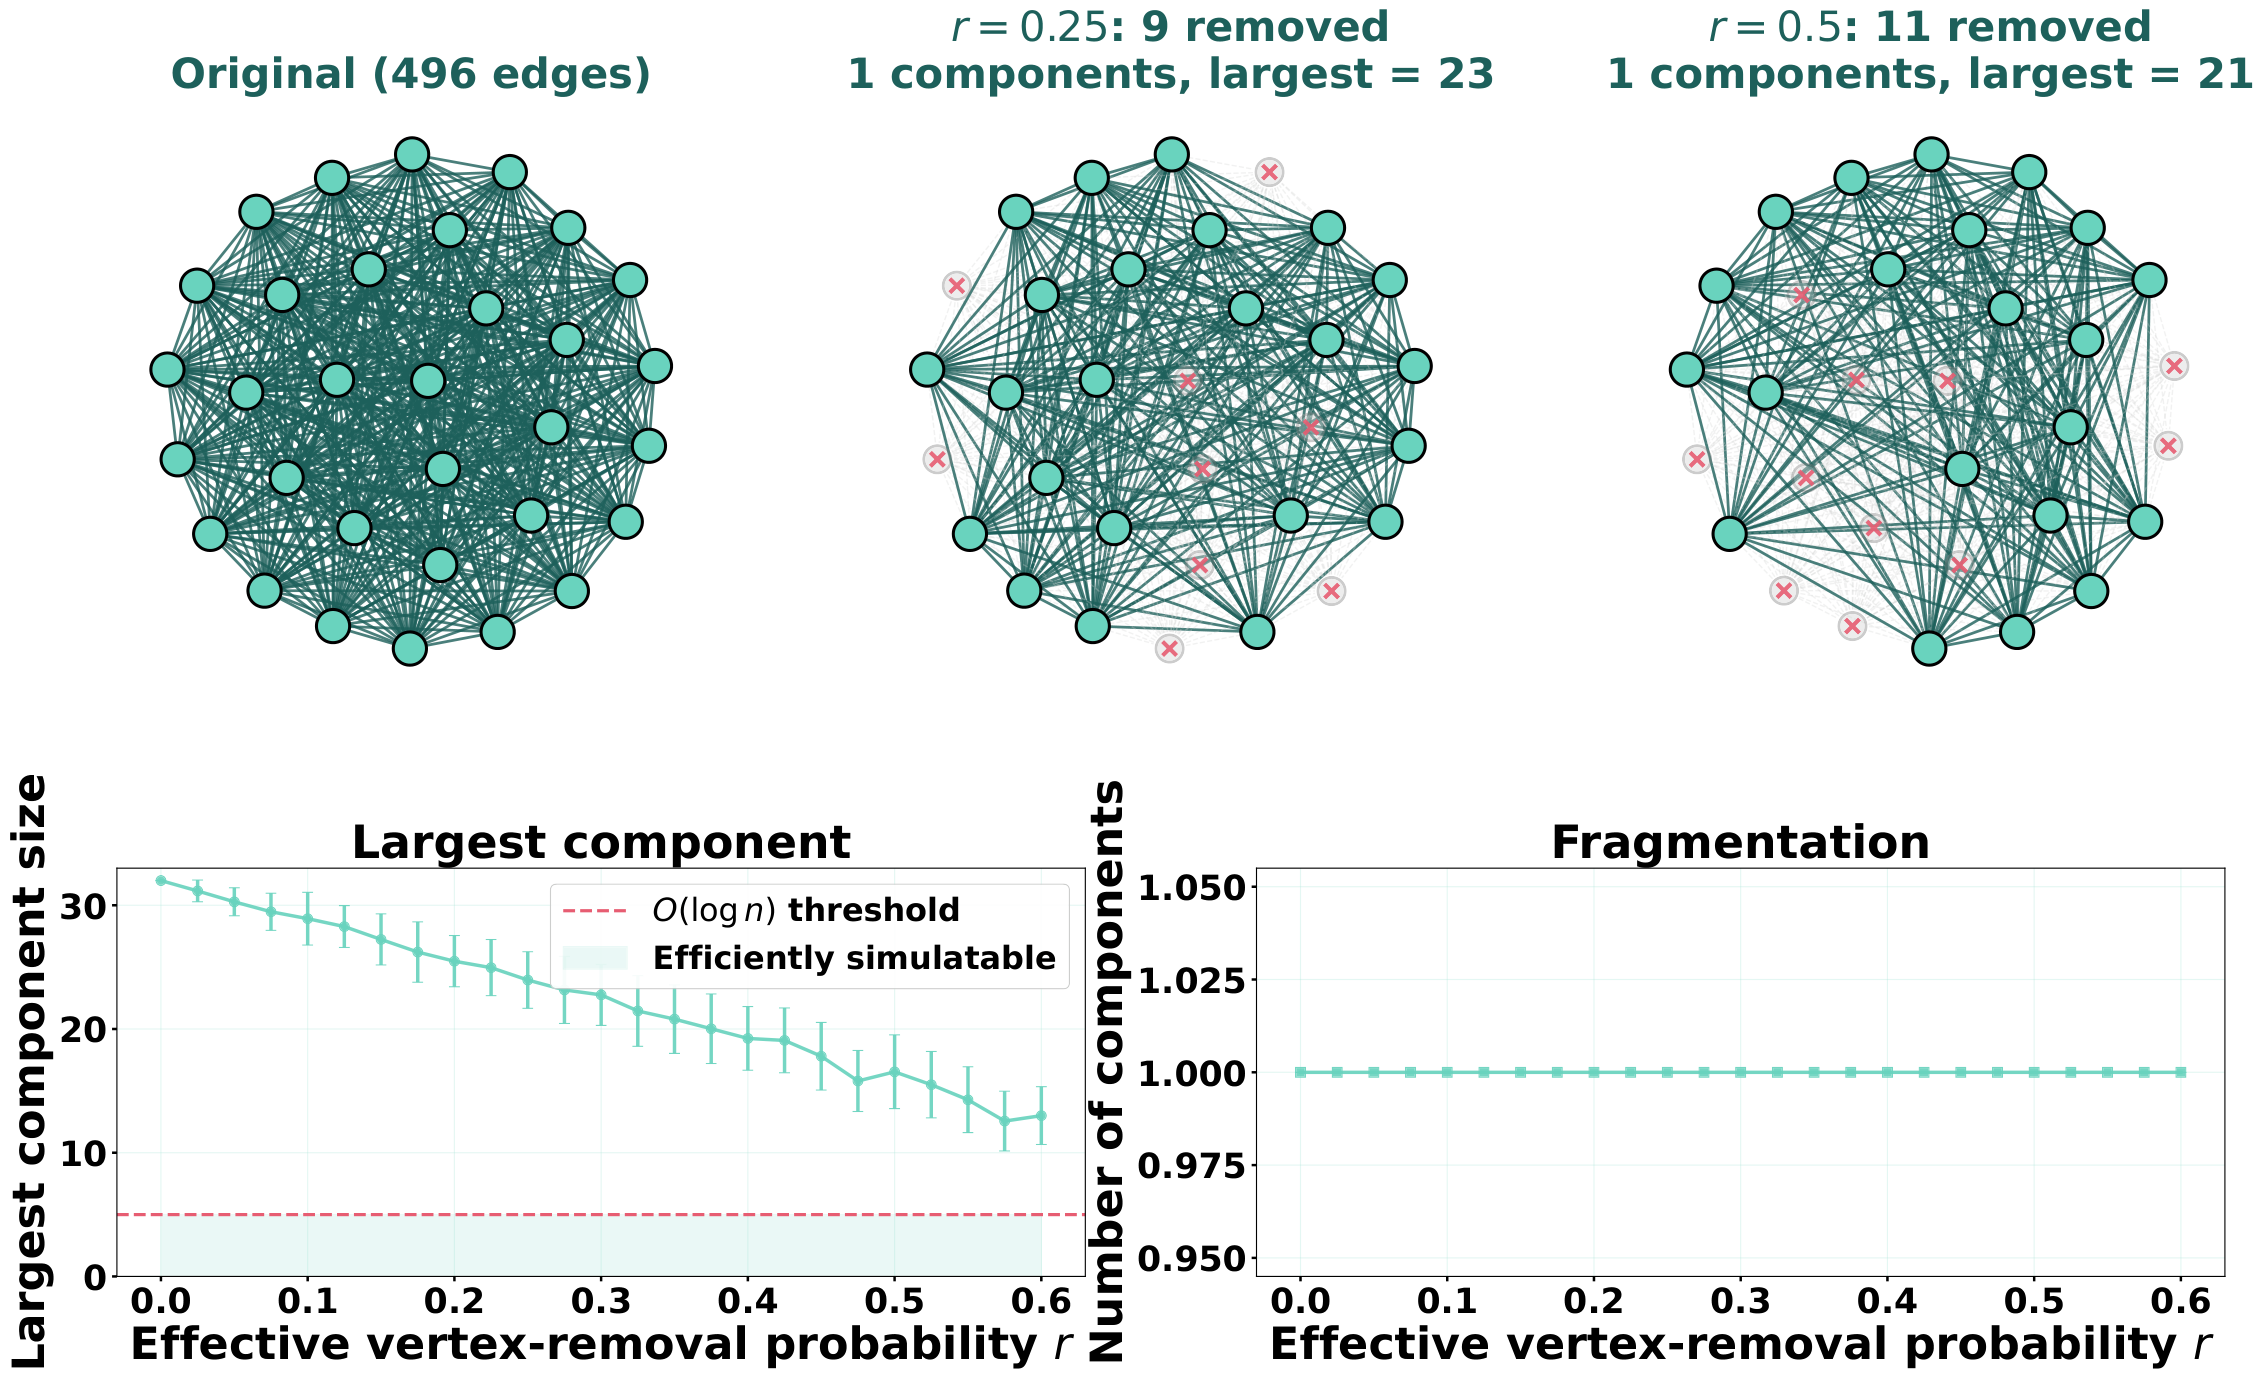 Original (496 edges)
r = 0.25: 9 removed
1 components, largest = 23
r = 0.5: 11 removed
1 components, largest = 21
Largest component
Largest component size
30
20
10
0
O(log n) threshold
Efficiently simulatable
0.0 0.1 0.2 0.3 0.4 0.5 0.6
Effective vertex-removal probability r
Fragmentation
Number of components
1.050
1.025
1.000
0.975
0.950
0.0 0.1 0.2 0.3 0.4 0.5 0.6
Effective vertex-removal probability r